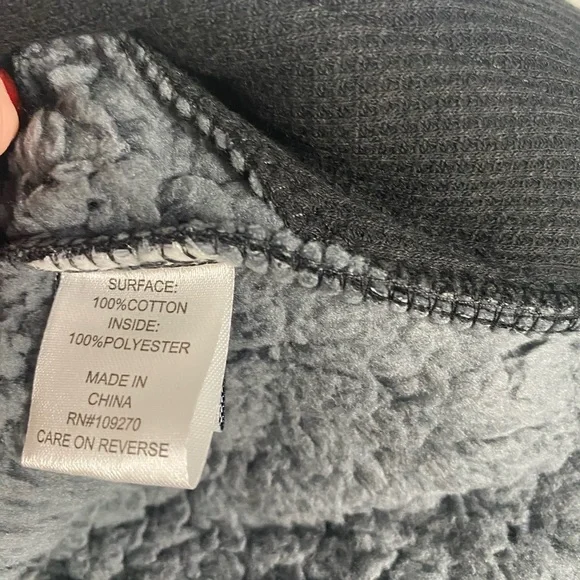 SURFACE:
100%COTTON
INSIDE:
100%POLYESTER
MADE IN
CHINA
RN#109270
CARE ON REVERSE